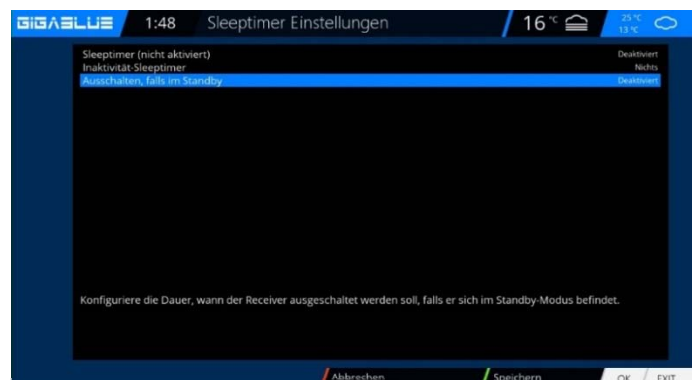 GIGABLUE 1:48 Sleeptimer Einstellungen 16 °C 25 °C
13 °C
Sleeptimer (nicht aktiviert) Deaktiviert
Inaktivität-Sleeptimer Nichts
Ausschalten, falls im Standby Deaktiviert
Konfiguriere die Dauer, wann der Receiver ausgeschaltet werden soll, falls er sich im Standby-Modus befindet.
Abbrechen Speichern OK EXIT